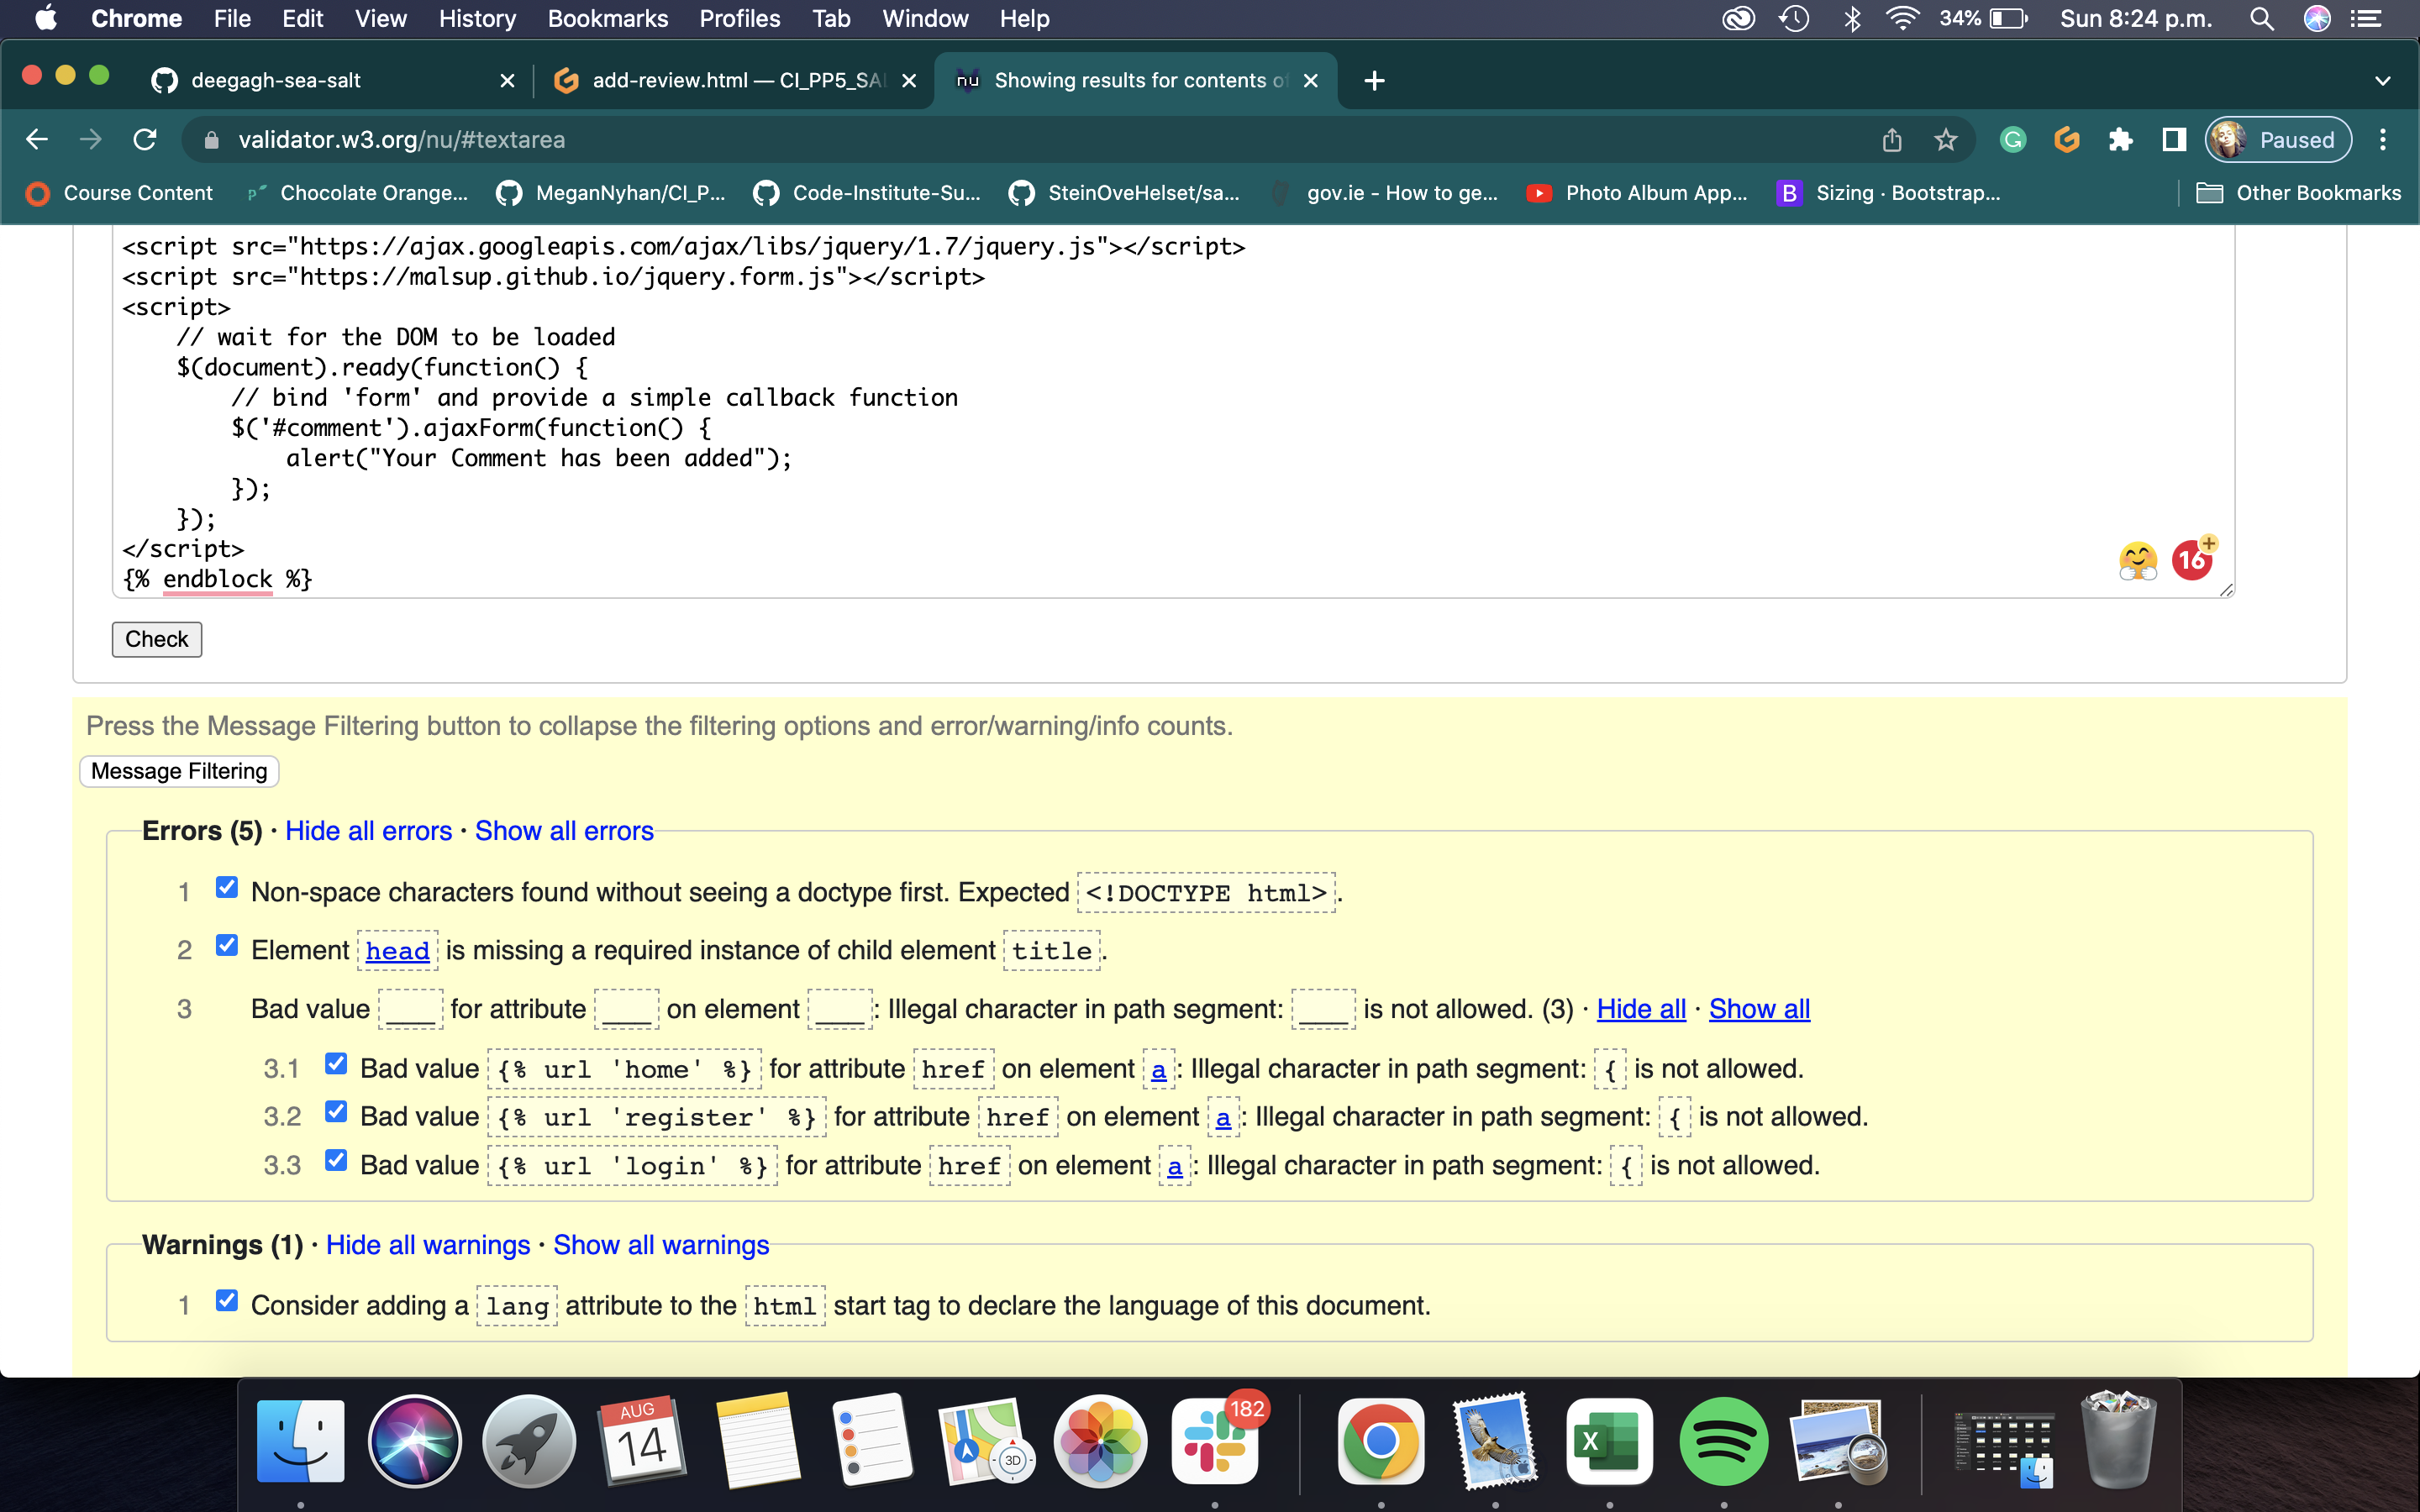 Chrome File Edit View History Bookmarks Profiles Tab Window Help 34% Sun 8:24 p.m.
deegagh-sea-salt add-review.html — CI_PP5_SAL nu Showing results for contents of
validator.w3.org/nu/#textarea G Paused
Course Content Chocolate Orange... MeganNyhan/CI_P... Code-Institute-Su... SteinOveHelset/sa... gov.ie - How to ge... Photo Album App... B Sizing · Bootstrap... Other Bookmarks
<script src="https://ajax.googleapis.com/ajax/libs/jquery/1.7/jquery.js"></script>
<script src="https://malsup.github.io/jquery.form.js"></script>
<script>
// wait for the DOM to be loaded
$(document).ready(function() {
// bind 'form' and provide a simple callback function
$('#comment').ajaxForm(function() {
alert("Your Comment has been added");
});
});
</script>
{% endblock %}
16
Check
Press the Message Filtering button to collapse the filtering options and error/warning/info counts.
Message Filtering
Errors (5) · Hide all errors · Show all errors
1 Non-space characters found without seeing a doctype first. Expected <!DOCTYPE html>.
2 Element head is missing a required instance of child element title.
3 Bad value ___ for attribute ___ on element ___: Illegal character in path segment: ___ is not allowed. (3) · Hide all · Show all
3.1 Bad value {% url 'home' %} for attribute href on element a: Illegal character in path segment: { is not allowed.
3.2 Bad value {% url 'register' %} for attribute href on element a: Illegal character in path segment: { is not allowed.
3.3 Bad value {% url 'login' %} for attribute href on element a: Illegal character in path segment: { is not allowed.
Warnings (1) · Hide all warnings · Show all warnings
1 Consider adding a lang attribute to the html start tag to declare the language of this document.
AUG
14
3D
182
X